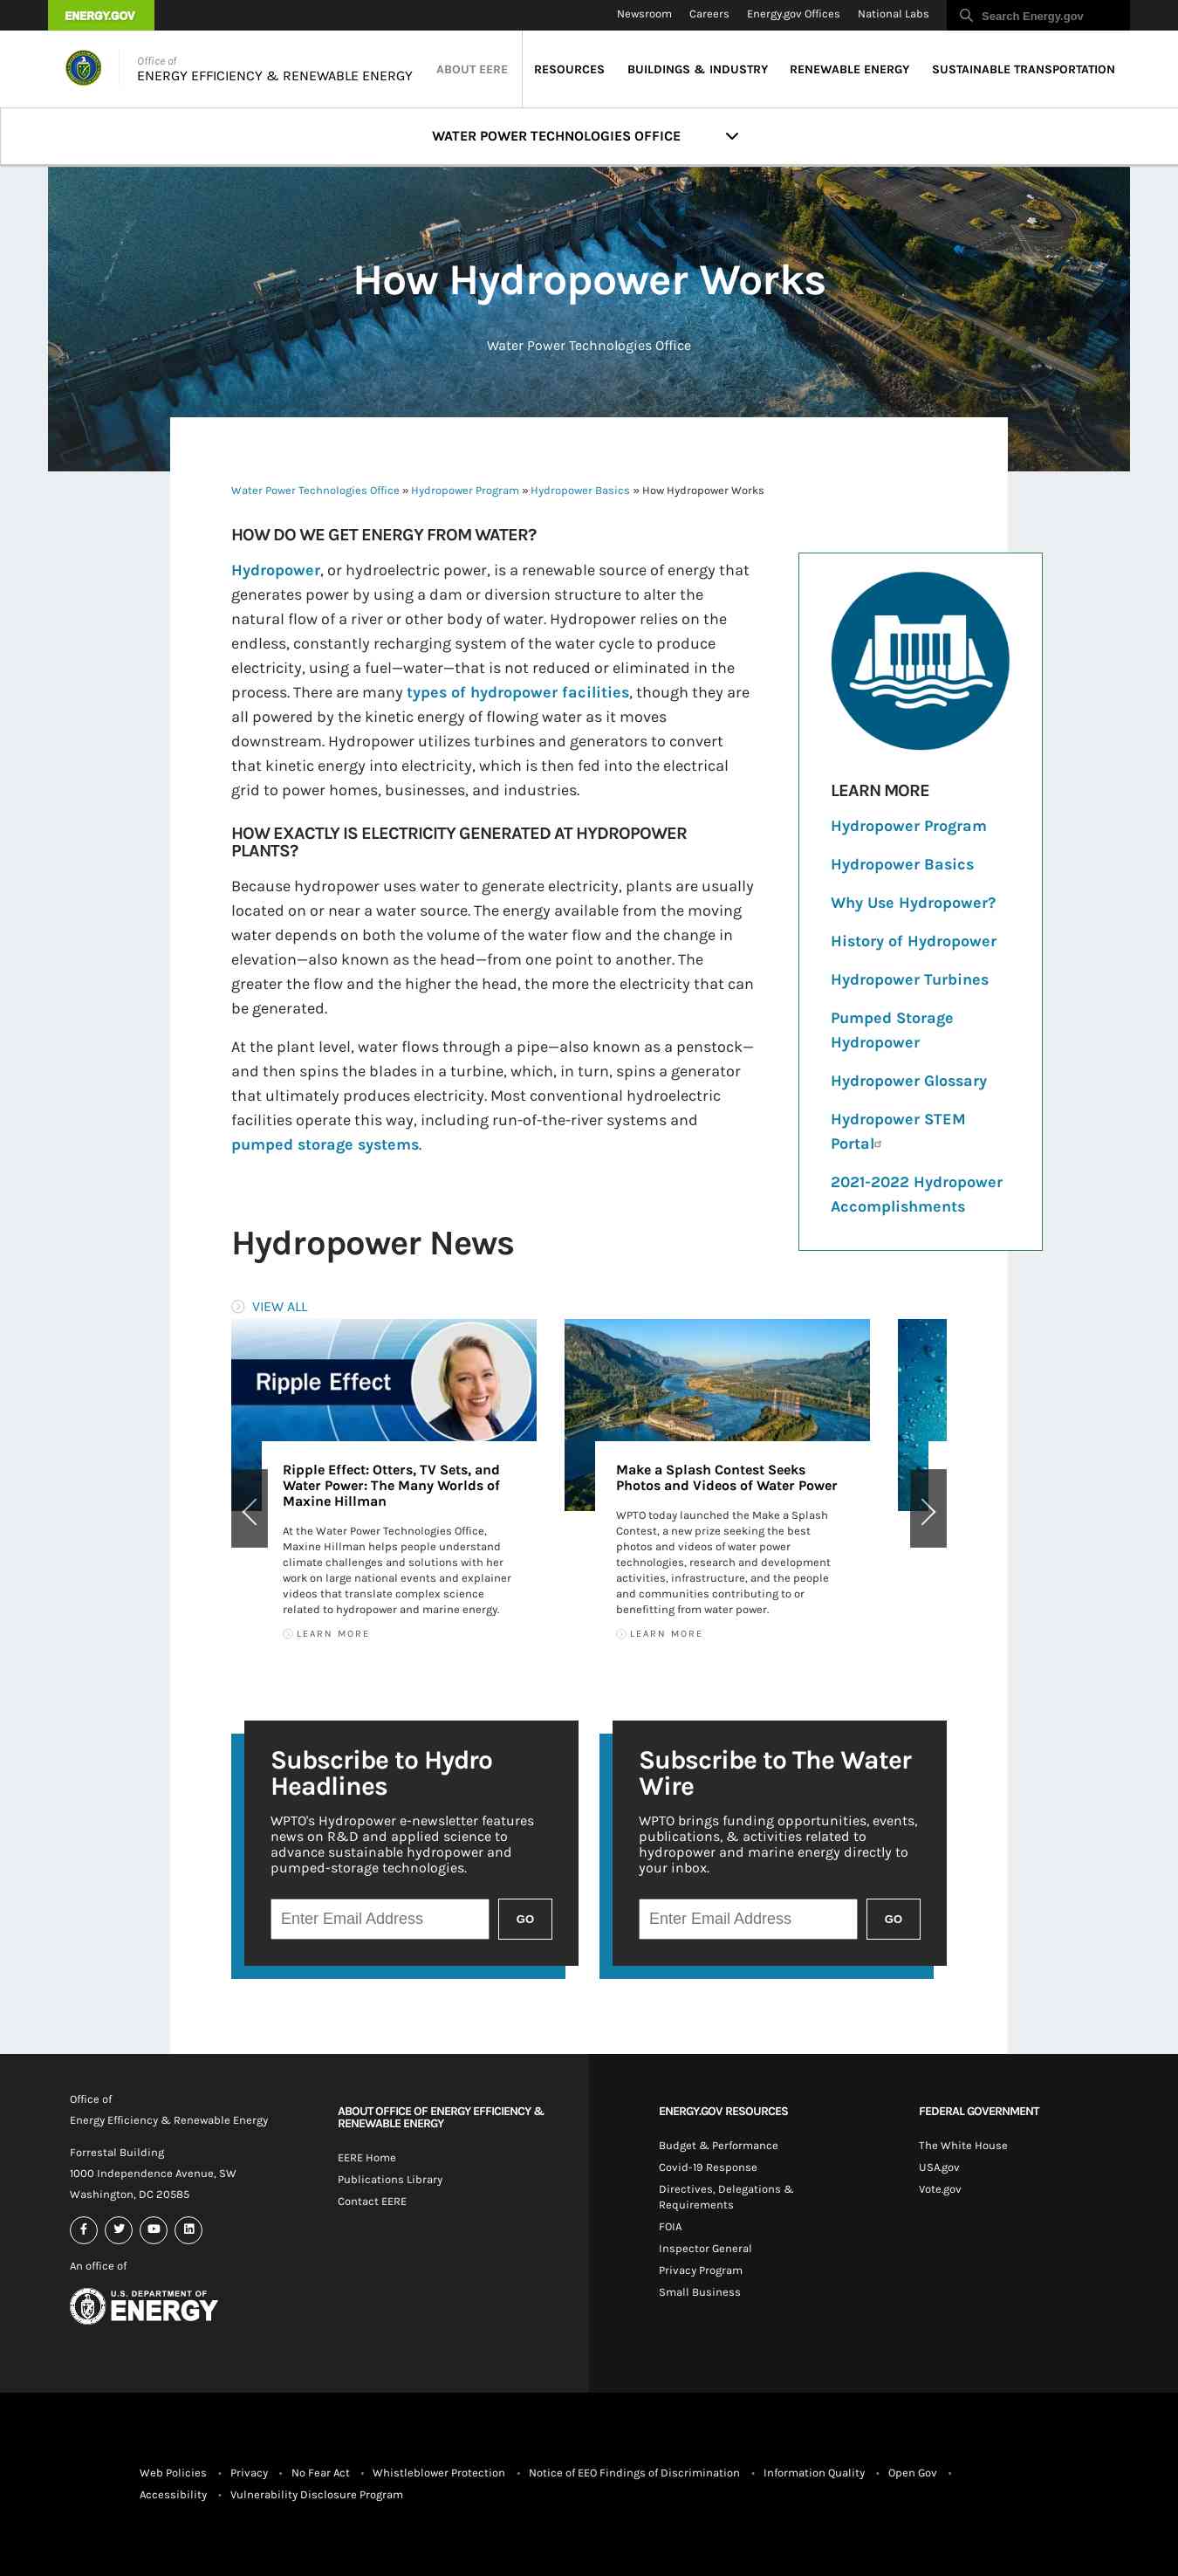 ENERGY.GOV
Newsroom
Careers
Energy.gov Offices
National Labs
Search Energy.gov
Office of
ENERGY EFFICIENCY & RENEWABLE ENERGY
ABOUT EERE
RESOURCES
BUILDINGS & INDUSTRY
RENEWABLE ENERGY
SUSTAINABLE TRANSPORTATION
WATER POWER TECHNOLOGIES OFFICE
How Hydropower Works
Water Power Technologies Office
Water Power Technologies Office » Hydropower Program » Hydropower Basics » How Hydropower Works
HOW DO WE GET ENERGY FROM WATER?
Hydropower, or hydroelectric power, is a renewable source of energy that
generates power by using a dam or diversion structure to alter the
natural flow of a river or other body of water. Hydropower relies on the
endless, constantly recharging system of the water cycle to produce
electricity, using a fuel—water—that is not reduced or eliminated in the
process. There are many types of hydropower facilities, though they are
all powered by the kinetic energy of flowing water as it moves
downstream. Hydropower utilizes turbines and generators to convert
that kinetic energy into electricity, which is then fed into the electrical
grid to power homes, businesses, and industries.
HOW EXACTLY IS ELECTRICITY GENERATED AT HYDROPOWER
PLANTS?
Because hydropower uses water to generate electricity, plants are usually
located on or near a water source. The energy available from the moving
water depends on both the volume of the water flow and the change in
elevation—also known as the head—from one point to another. The
greater the flow and the higher the head, the more the electricity that can
be generated.
At the plant level, water flows through a pipe—also known as a penstock—
and then spins the blades in a turbine, which, in turn, spins a generator
that ultimately produces electricity. Most conventional hydroelectric
facilities operate this way, including run-of-the-river systems and
pumped storage systems.
LEARN MORE
Hydropower Program
Hydropower Basics
Why Use Hydropower?
History of Hydropower
Hydropower Turbines
Pumped Storage
Hydropower
Hydropower Glossary
Hydropower STEM
Portal
2021-2022 Hydropower
Accomplishments
Hydropower News
VIEW ALL
Ripple Effect
Ripple Effect: Otters, TV Sets, and
Water Power: The Many Worlds of
Maxine Hillman
At the Water Power Technologies Office,
Maxine Hillman helps people understand
climate challenges and solutions with her
work on large national events and explainer
videos that translate complex science
related to hydropower and marine energy.
LEARN MORE
Make a Splash Contest Seeks
Photos and Videos of Water Power
WPTO today launched the Make a Splash
Contest, a new prize seeking the best
photos and videos of water power
technologies, research and development
activities, infrastructure, and the people
and communities contributing to or
benefitting from water power.
LEARN MORE
Subscribe to Hydro
Headlines
WPTO's Hydropower e-newsletter features
news on R&D and applied science to
advance sustainable hydropower and
pumped-storage technologies.
Enter Email Address
GO
Subscribe to The Water
Wire
WPTO brings funding opportunities, events,
publications, & activities related to
hydropower and marine energy directly to
your inbox.
Enter Email Address
GO
Office of
Energy Efficiency & Renewable Energy
Forrestal Building
1000 Independence Avenue, SW
Washington, DC 20585
An office of
U.S. DEPARTMENT OF
ENERGY
ABOUT OFFICE OF ENERGY EFFICIENCY &
RENEWABLE ENERGY
EERE Home
Publications Library
Contact EERE
ENERGY.GOV RESOURCES
Budget & Performance
Covid-19 Response
Directives, Delegations &
Requirements
FOIA
Inspector General
Privacy Program
Small Business
FEDERAL GOVERNMENT
The White House
USA.gov
Vote.gov
Web Policies • Privacy • No Fear Act • Whistleblower Protection • Notice of EEO Findings of Discrimination • Information Quality • Open Gov •
Accessibility • Vulnerability Disclosure Program